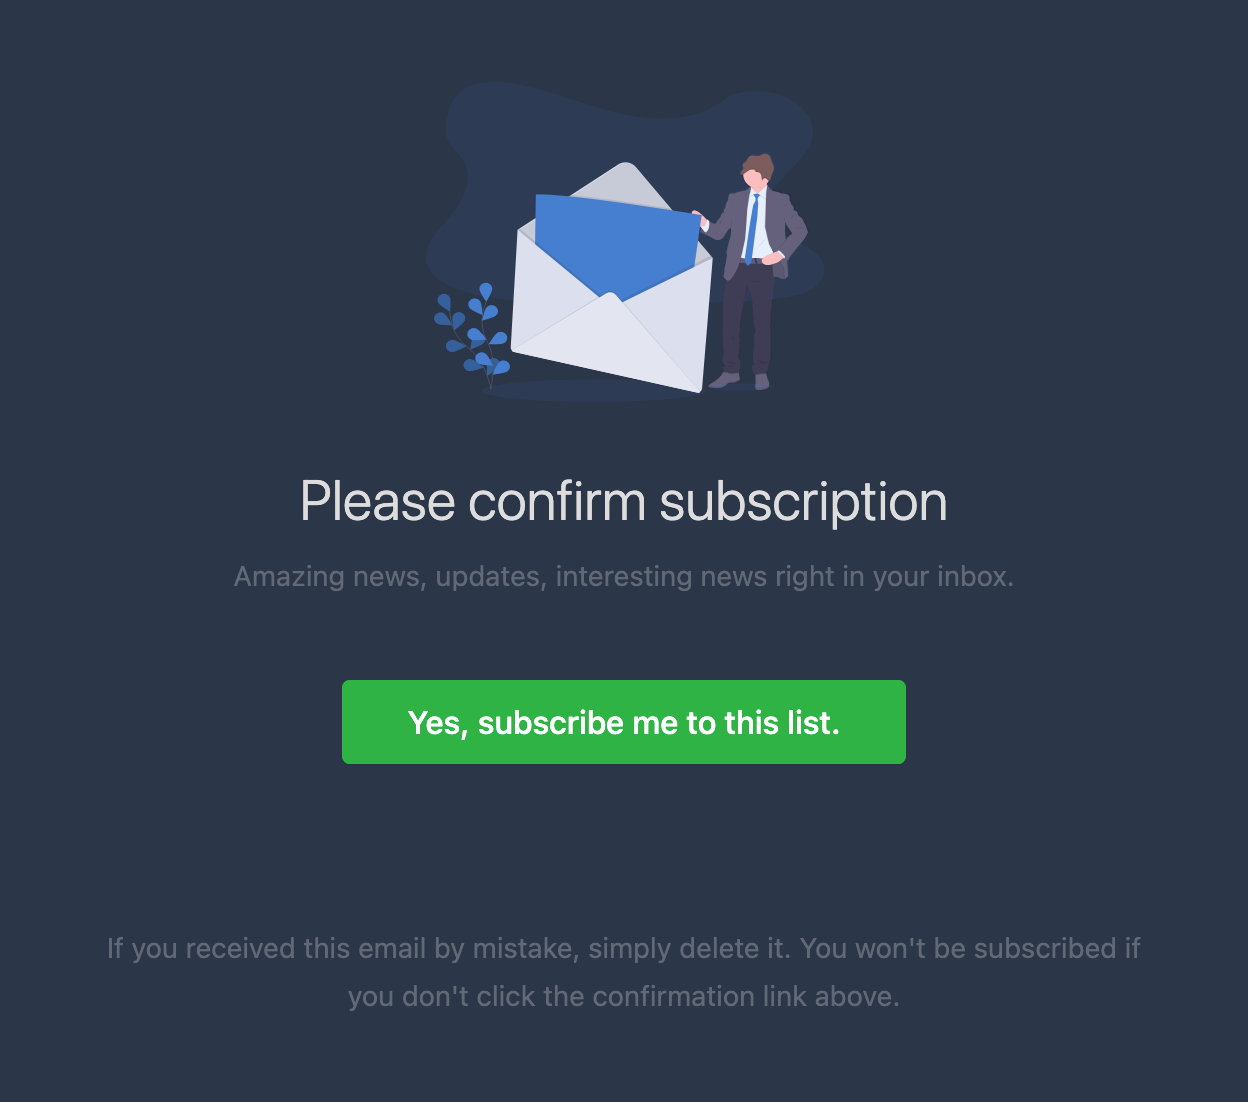 Please confirm subscription
Amazing news, updates, interesting news right in your inbox.
Yes, subscribe me to this list.
If you received this email by mistake, simply delete it. You won't be subscribed if
you don't click the confirmation link above.